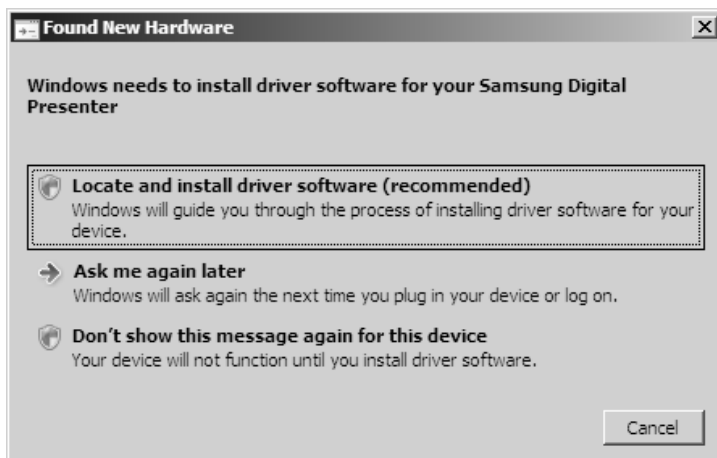 Found New Hardware
Windows needs to install driver software for your Samsung Digital
Presenter
Locate and install driver software (recommended)
Windows will guide you through the process of installing driver software for your
device.
Ask me again later
Windows will ask again the next time you plug in your device or log on.
Don't show this message again for this device
Your device will not function until you install driver software.
Cancel